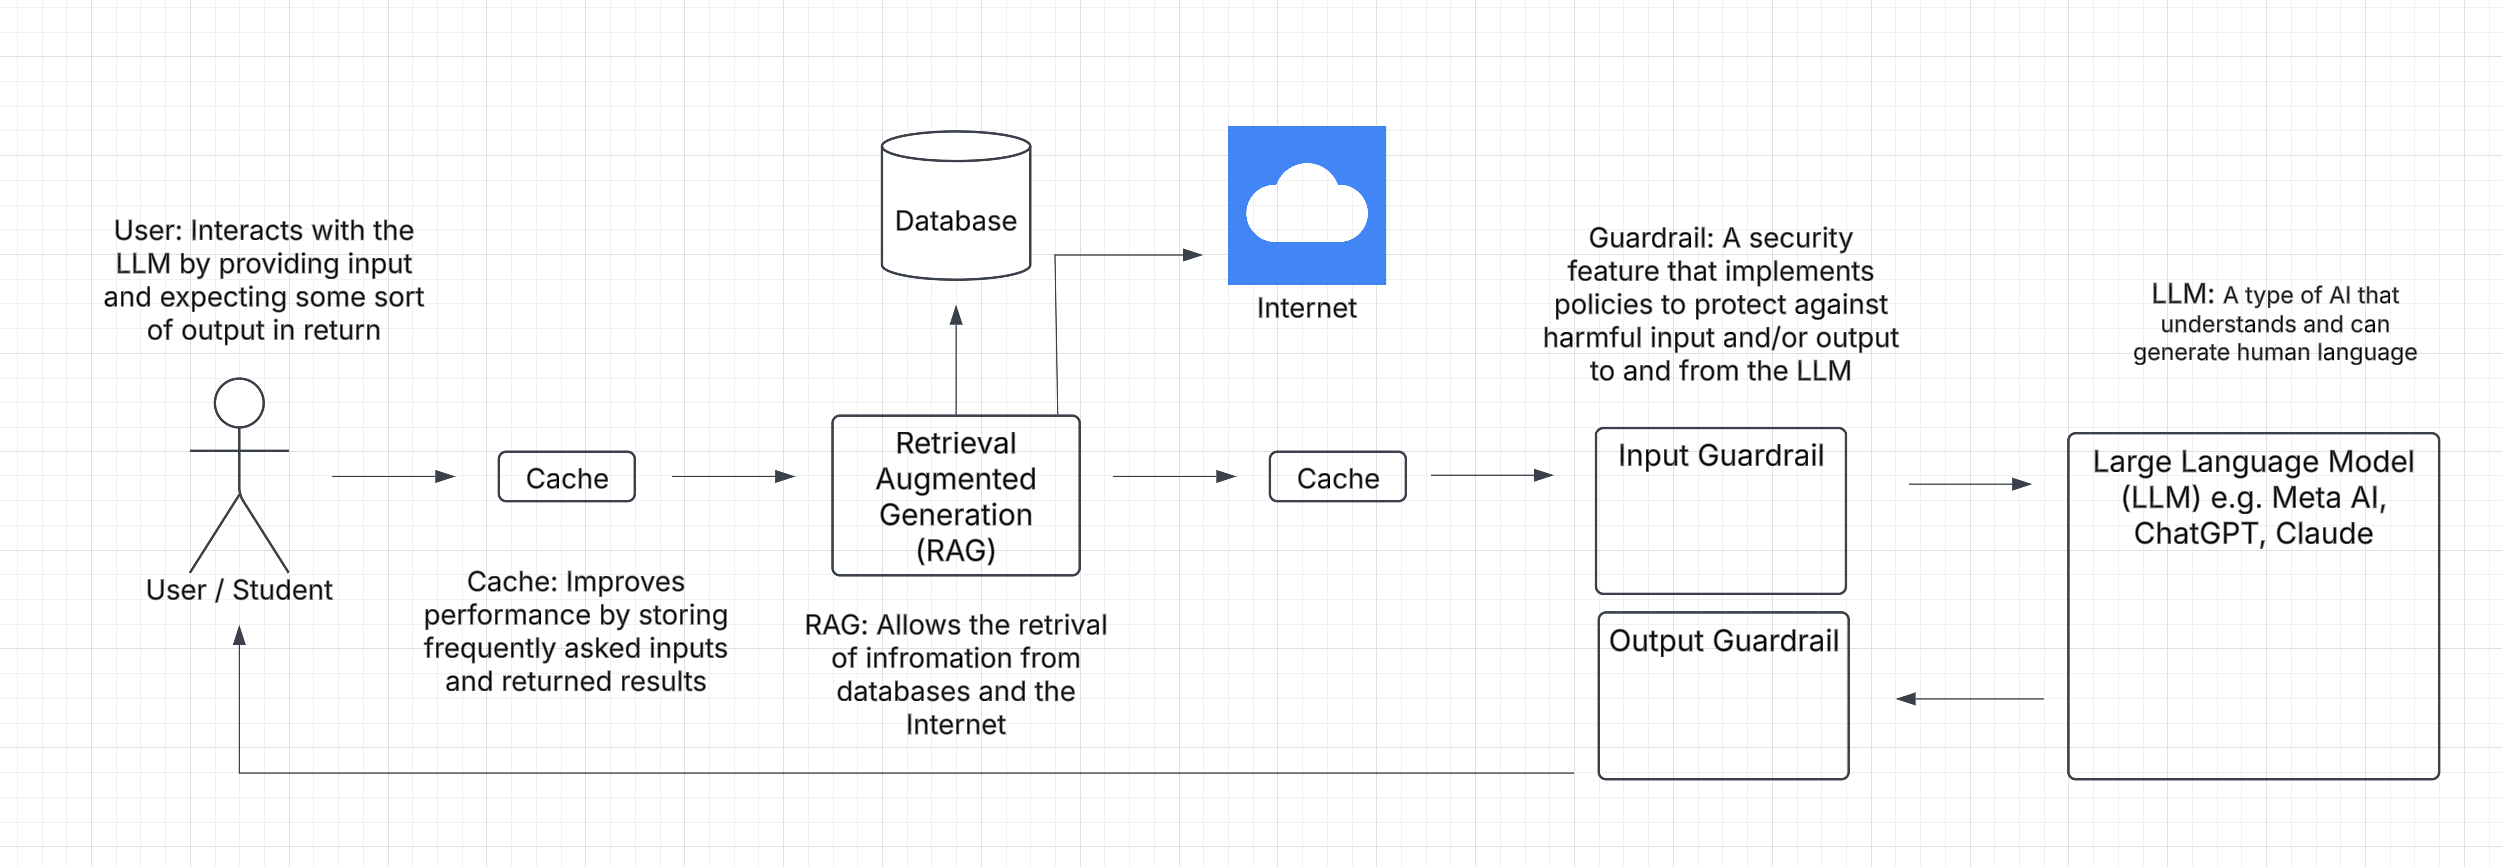 User: Interacts with the
LLM by providing input
and expecting some sort
of output in return
User / Student
Cache
Cache: Improves
performance by storing
frequently asked inputs
and returned results
Database
Internet
Retrieval
Augmented
Generation
(RAG)
RAG: Allows the retrival
of infromation from
databases and the
Internet
Cache
Guardrail: A security
feature that implements
policies to protect against
harmful input and/or output
to and from the LLM
Input Guardrail
Output Guardrail
LLM: A type of AI that
understands and can
generate human language
Large Language Model
(LLM) e.g. Meta AI,
ChatGPT, Claude